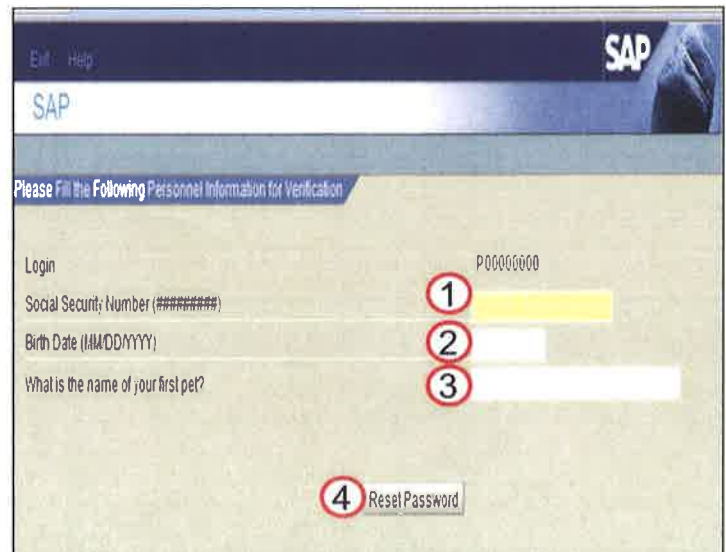 Exit Help
SAP
SAP
Please Fill the Following Personnel Information for Verification
Login P00000000
Social Security Number (#########) 1
Birth Date (MM/DD/YYYY) 2
What is the name of your first pet? 3
4 Reset Password